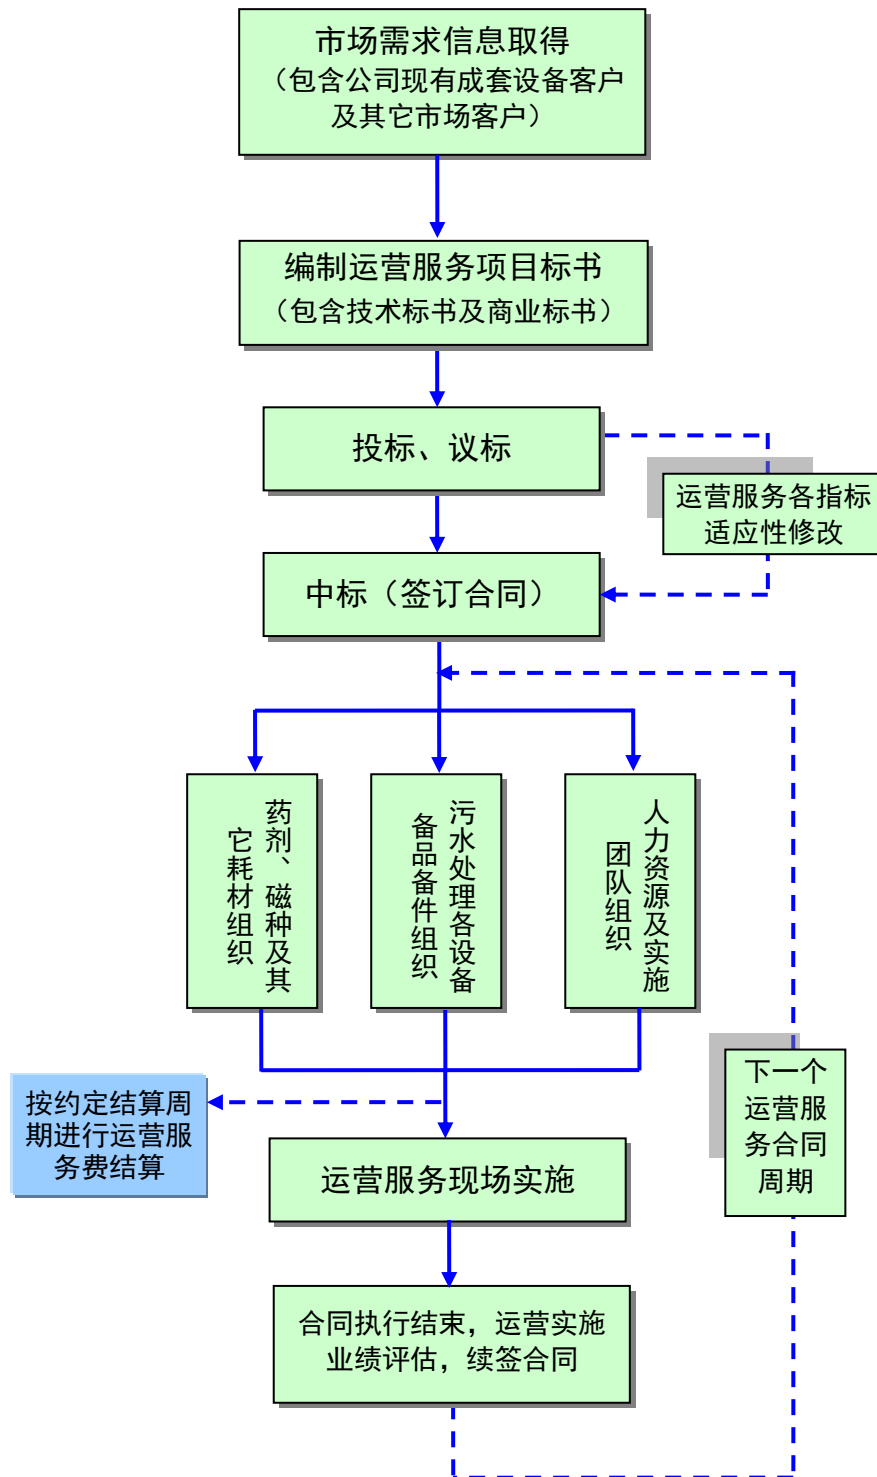 市场需求信息取得
（包含公司现有成套设备客户
及其它市场客户）
编制运营服务项目标书
（包含技术标书及商业标书）
投标、议标
运营服务各指标
适应性修改
中标（签订合同）
药剂、磁种及其
它耗材组织
污水处理各设备
备品备件组织
人力资源及实施
团队组织
按约定结算周
期进行运营服
务费结算
下一个
运营服
务合同
周期
运营服务现场实施
合同执行结束，运营实施
业绩评估，续签合同